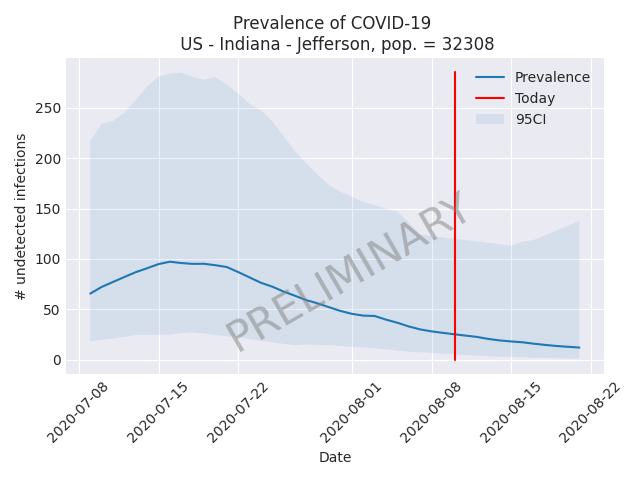 Prevalence of COVID-19
US - Indiana - Jefferson, pop. = 32308
Prevalence
Today
95CI
# undetected infections
250
200
150
100
50
0
PRELIMINARY
2020-07-08
2020-07-15
2020-07-22
2020-08-01
2020-08-08
2020-08-15
2020-08-22
Date